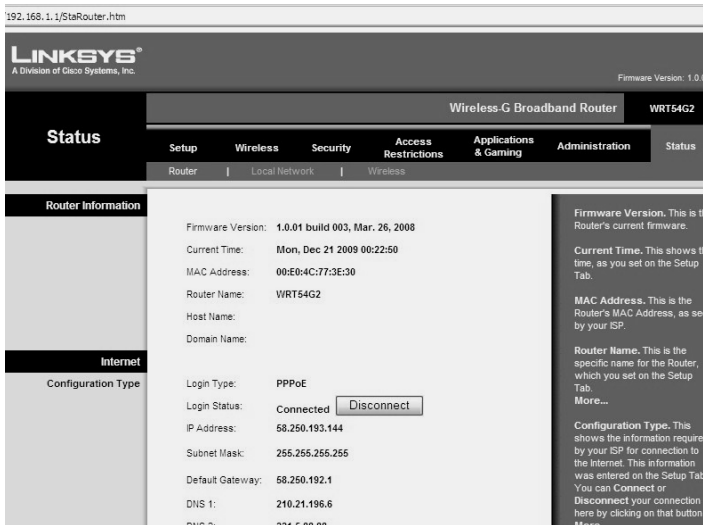 192.168.1.1/StaRouter.htm
LINKSYS®
A Division of Cisco Systems, Inc.
Firmware Version: 1.0.0
Wireless-G Broadband Router WRT54G2
Status
Setup Wireless Security Access Restrictions Applications & Gaming Administration Status
Router | Local Network | Wireless
Router Information
Firmware Version: 1.0.01 build 003, Mar. 26, 2008
Current Time: Mon, Dec 21 2009 00:22:50
MAC Address: 00:E0:4C:77:3E:30
Router Name: WRT54G2
Host Name:
Domain Name:
Internet
Configuration Type
Login Type: PPPoE
Login Status: Connected Disconnect
IP Address: 58.250.193.144
Subnet Mask: 255.255.255.255
Default Gateway: 58.250.192.1
DNS 1: 210.21.196.6
Firmware Version. This is
Router's current firmware.
Current Time. This shows
time, as you set on the Setup
Tab.
MAC Address. This is the
Router's MAC Address, as
by your ISP.
Router Name. This is the
specific name for the Router,
which you set on the Setup
Tab.
More...
Configuration Type. This
shows the information
by your ISP for connection to
the Internet. This information
was entered on the Setup
You can Connect or
Disconnect your connection
here by clicking on that button.